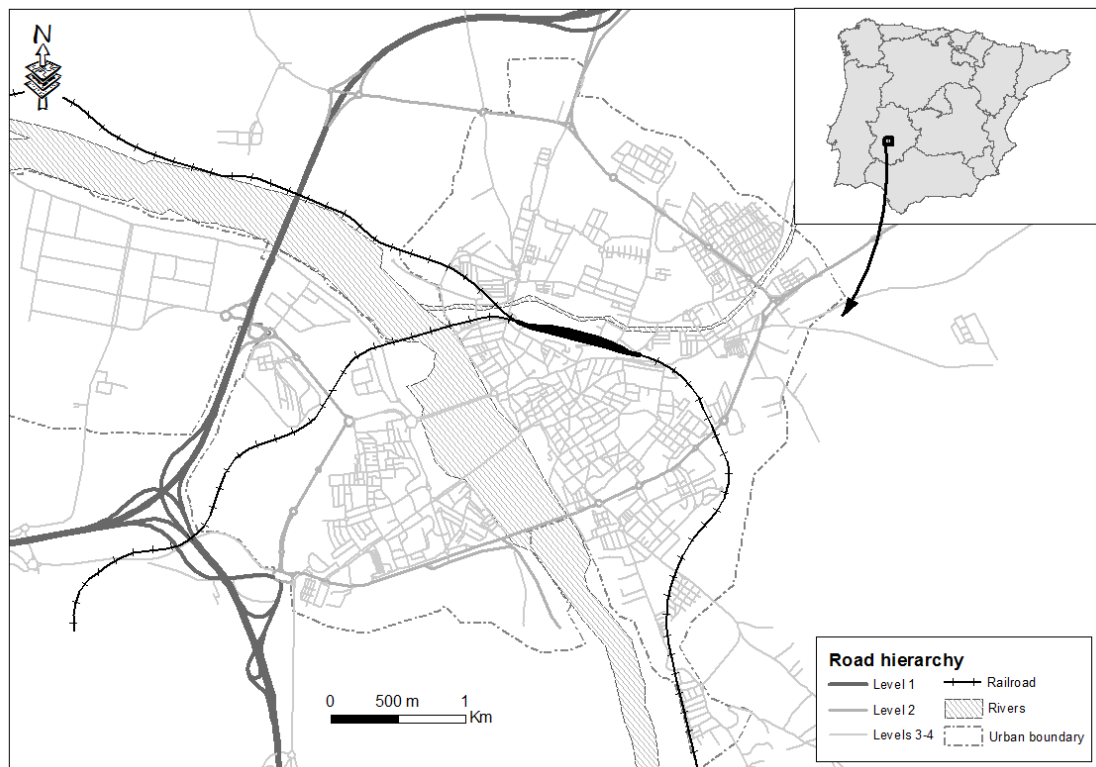 N
0 500 m 1
Km
Road hierarchy
Level 1
Level 2
Levels 3-4
Railroad
Rivers
Urban boundary